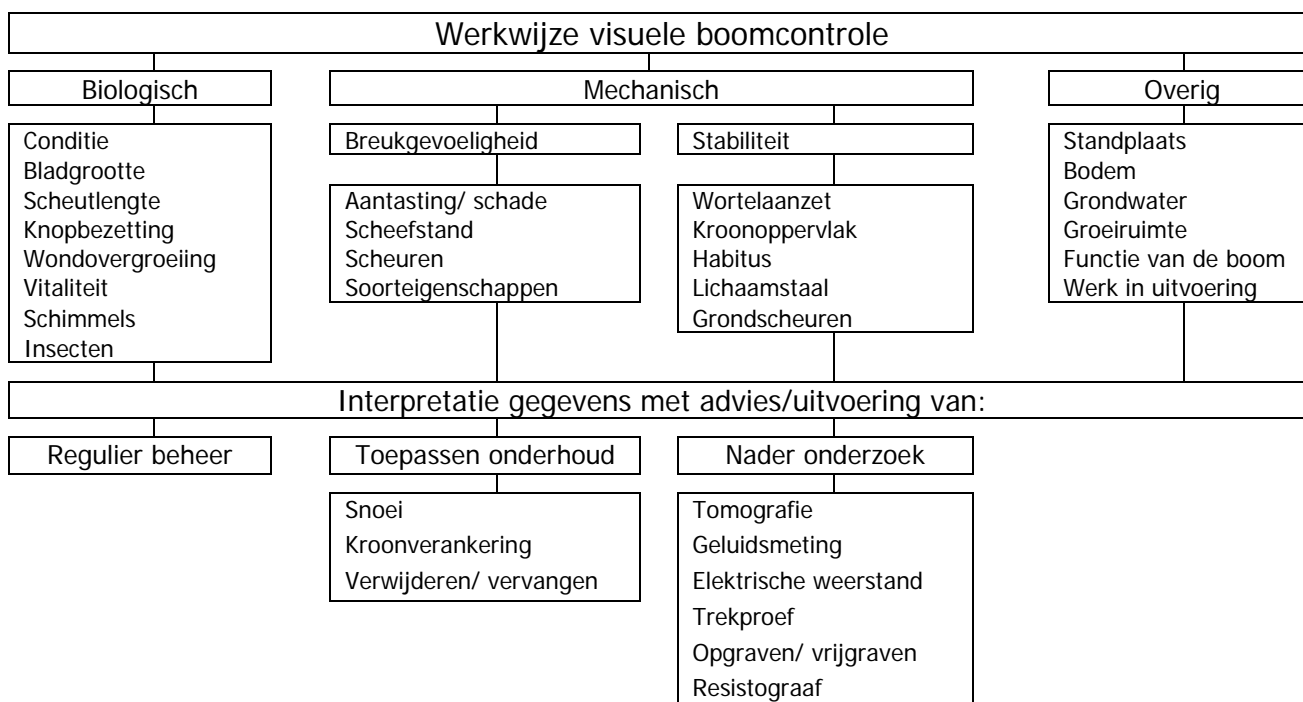 Werkwijze visuele boomcontrole
Biologisch
Conditie
Bladgrootte
Scheutlengte
Knopbezetting
Wondovergroeiing
Vitaliteit
Schimmels
Insecten
Mechanisch
Breukgevoeligheid
Aantasting/ schade
Scheefstand
Scheuren
Soorteigenschappen
Stabiliteit
Wortelaanzet
Kroonoppervlak
Habitus
Lichaamstaal
Grondscheuren
Overig
Standplaats
Bodem
Grondwater
Groeiruimte
Functie van de boom
Werk in uitvoering
Interpretatie gegevens met advies/uitvoering van:
Regulier beheer
Toepassen onderhoud
Snoei
Kroonverankering
Verwijderen/ vervangen
Nader onderzoek
Tomografie
Geluidsmeting
Elektrische weerstand
Trekproef
Opgraven/ vrijgraven
Resistograaf